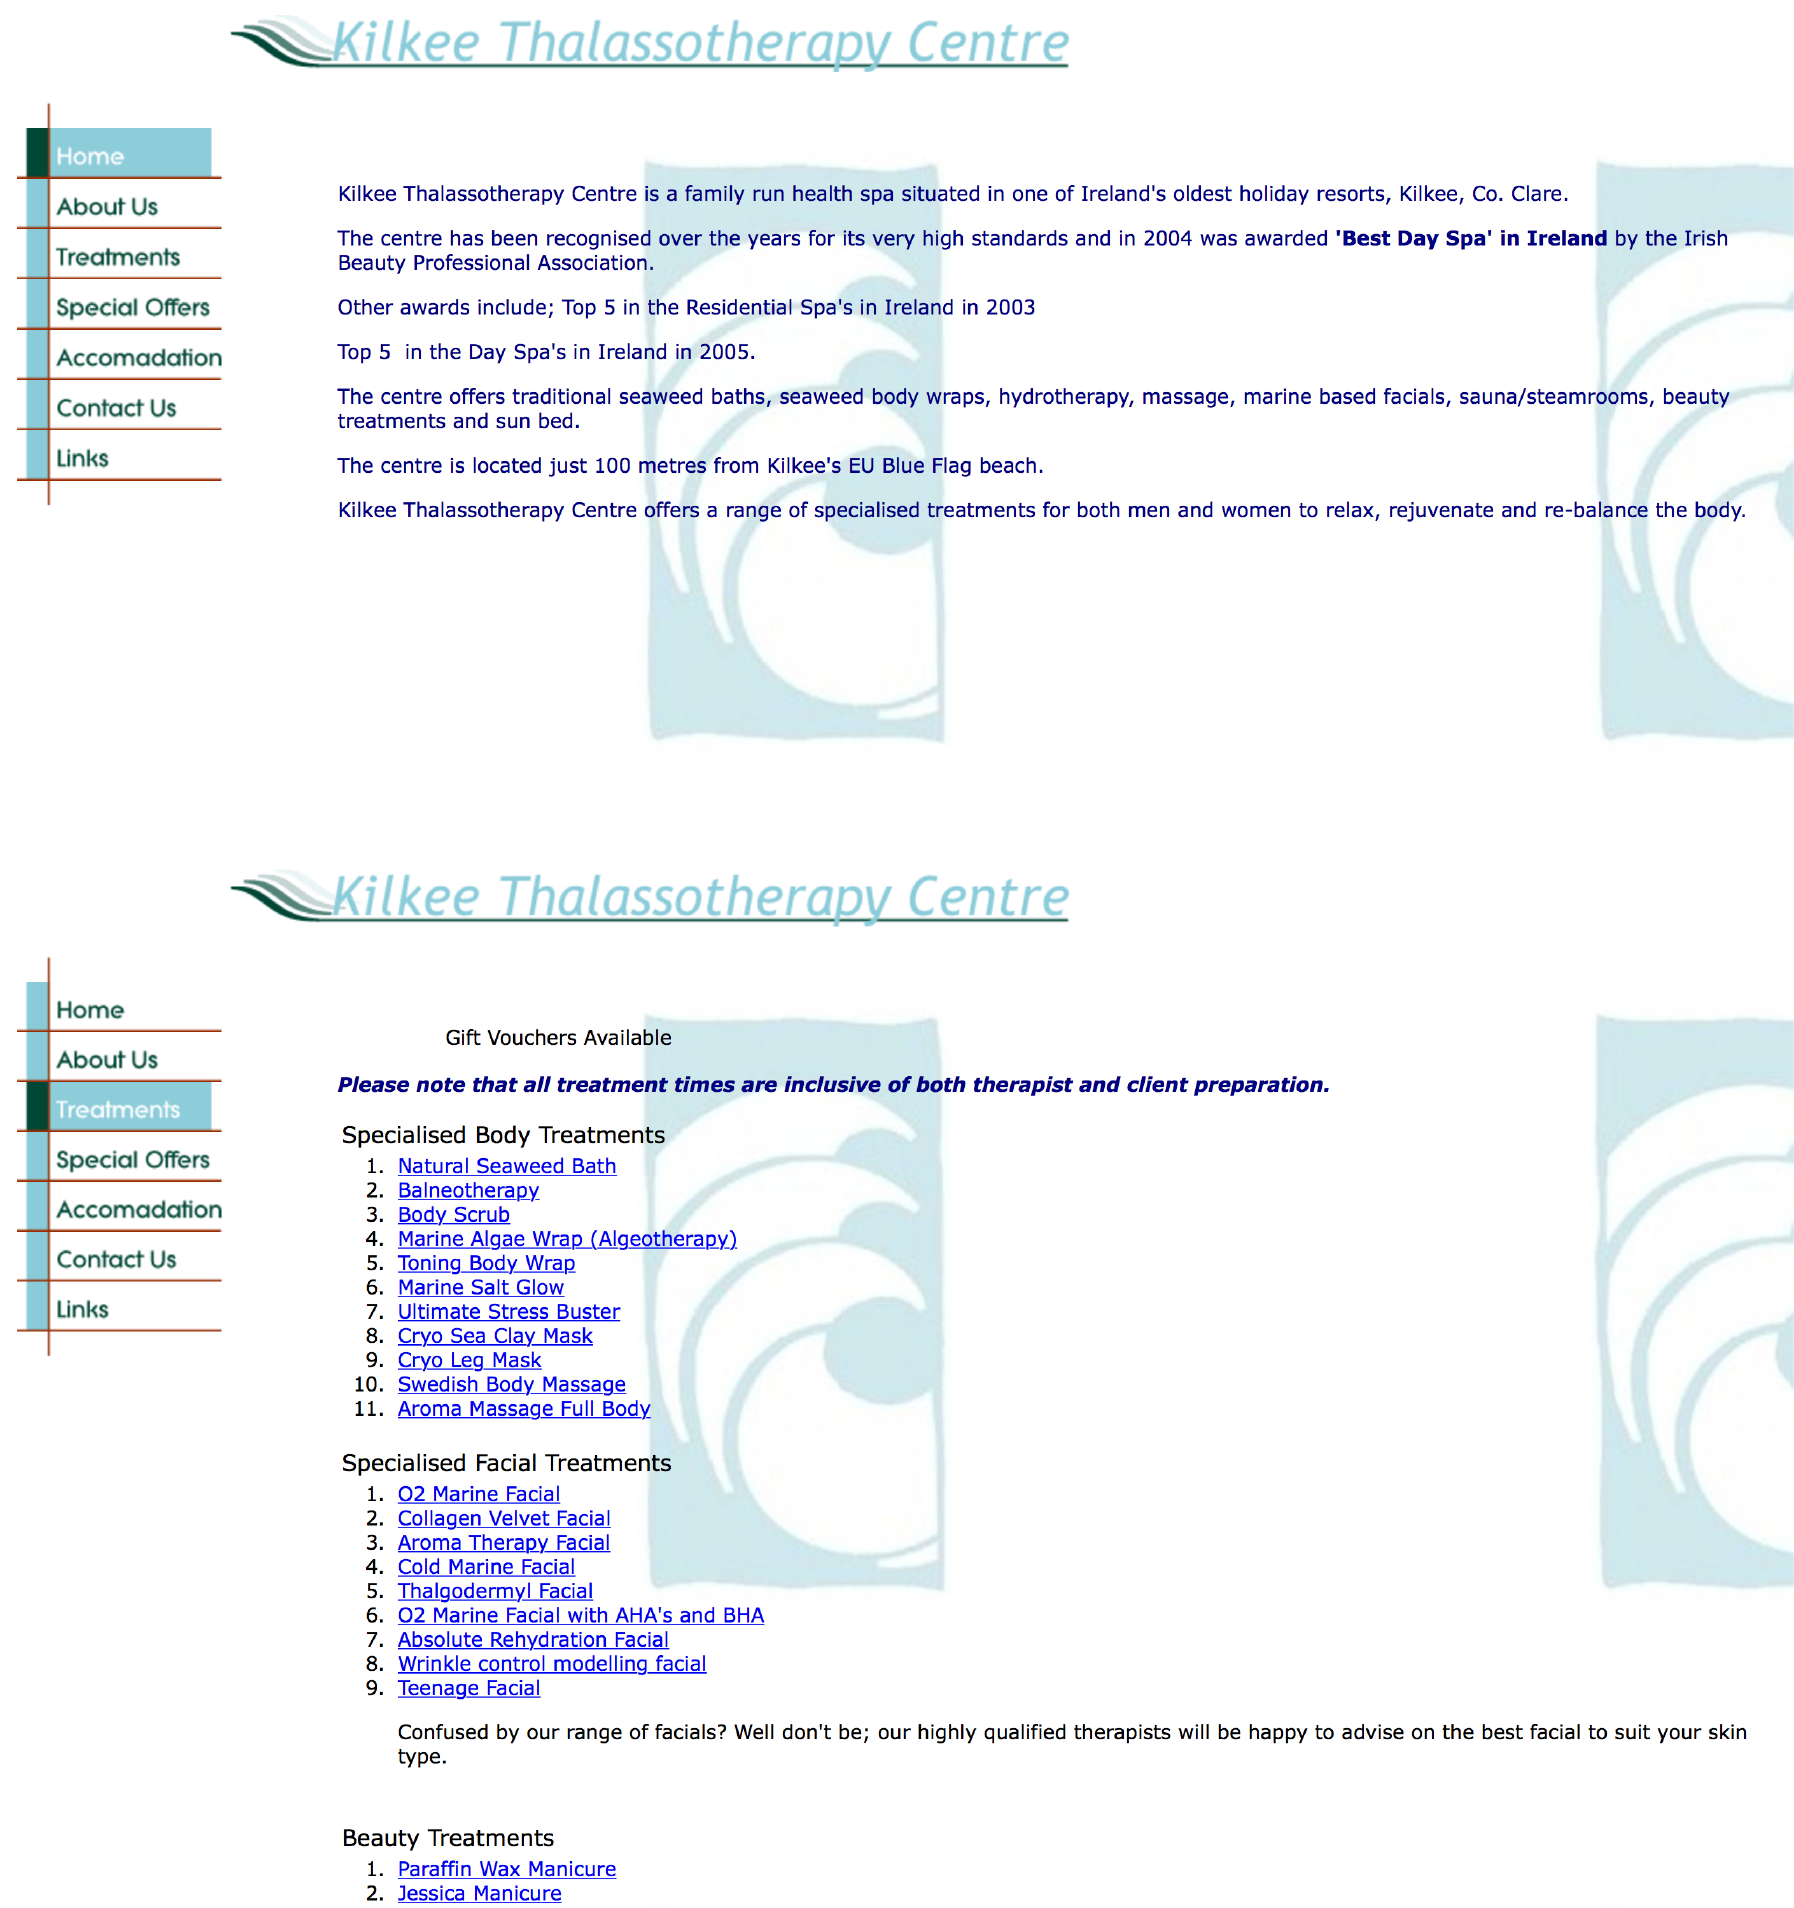 Kilkee Thalassotherapy Centre
Home
About Us
Treatments
Special Offers
Accomadation
Contact Us
Links
Kilkee Thalassotherapy Centre is a family run health spa situated in one of Ireland's oldest holiday resorts, Kilkee, Co. Clare.
The centre has been recognised over the years for its very high standards and in 2004 was awarded 'Best Day Spa' in Ireland by the Irish
Beauty Professional Association.
Other awards include; Top 5 in the Residential Spa's in Ireland in 2003
Top 5  in the Day Spa's in Ireland in 2005.
The centre offers traditional seaweed baths, seaweed body wraps, hydrotherapy, massage, marine based facials, sauna/steamrooms, beauty
treatments and sun bed.
The centre is located just 100 metres from Kilkee's EU Blue Flag beach.
Kilkee Thalassotherapy Centre offers a range of specialised treatments for both men and women to relax, rejuvenate and re-balance the body.
Kilkee Thalassotherapy Centre
Home
About Us
Treatments
Special Offers
Accomadation
Contact Us
Links
Gift Vouchers Available
Please note that all treatment times are inclusive of both therapist and client preparation.
Specialised Body Treatments
1. Natural Seaweed Bath
2. Balneotherapy
3. Body Scrub
4. Marine Algae Wrap (Algeotherapy)
5. Toning Body Wrap
6. Marine Salt Glow
7. Ultimate Stress Buster
8. Cryo Sea Clay Mask
9. Cryo Leg Mask
10. Swedish Body Massage
11. Aroma Massage Full Body
Specialised Facial Treatments
1. O2 Marine Facial
2. Collagen Velvet Facial
3. Aroma Therapy Facial
4. Cold Marine Facial
5. Thalgodermyl Facial
6. O2 Marine Facial with AHA's and BHA
7. Absolute Rehydration Facial
8. Wrinkle control modelling facial
9. Teenage Facial
Confused by our range of facials? Well don't be; our highly qualified therapists will be happy to advise on the best facial to suit your skin
type.
Beauty Treatments
1. Paraffin Wax Manicure
2. Jessica Manicure